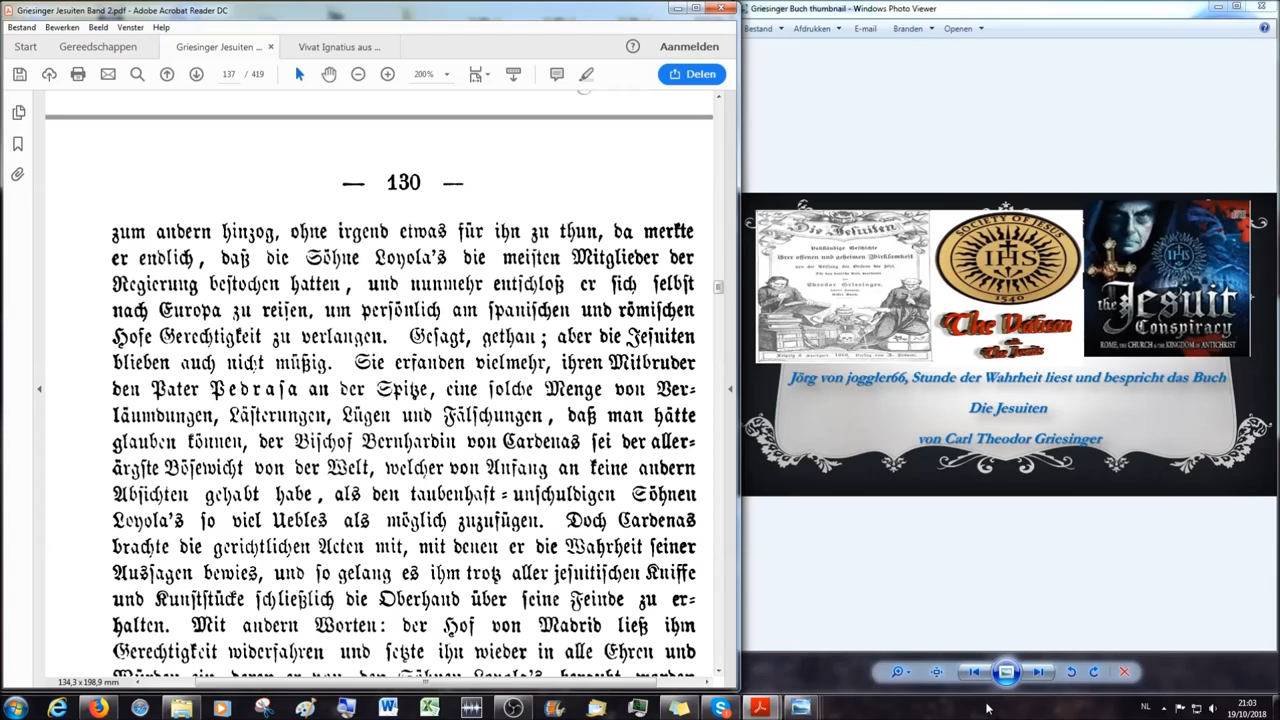 Griesinger Jesuiten Band 2.pdf - Adobe Acrobat Reader DC
Bestand Bewerken Beeld Venster Help
Start Gereedschappen Griesinger Jesuiten ... × Vivat Ignatius aus ... Aanmelden
137 / 419 200% Delen
— 130 —
zum andern hinzog, ohne irgend etwas für ihn zu thun, da merkte
er endlich, daß die Söhne Loyola's die meisten Mitglieder der
Regierung bestochen hatten, und nunmehr entschloß er sich selbst
nach Europa zu reisen, um persönlich am spanischen und römischen
Hofe Gerechtigkeit zu verlangen. Gesagt, gethan; aber die Jesuiten
blieben auch nicht müßig. Sie erfanden vielmehr, ihren Mitbruder
den Pater Pedrasa an der Spitze, eine solche Menge von Ver-
läumdungen, Lästerungen, Lügen und Fälschungen, daß man hätte
glauben können, der Bischof Bernhardin von Cardenas sei der aller-
ärgste Bösewicht von der Welt, welcher von Anfang an keine andern
Absichten gehabt habe, als den taubenhaft-unschuldigen Söhnen
Loyola's so viel Uebles als möglich zuzufügen. Doch Cardenas
brachte die gerichtlichen Acten mit, mit denen er die Wahrheit seiner
Aussagen bewies, und so gelang es ihm trotz aller jesuitischen Kniffe
und Kunststücke schließlich die Oberhand über seine Feinde zu er-
halten. Mit andern Worten: der Hof von Madrid ließ ihm
Gerechtigkeit widerfahren und setzte ihn wieder in alle Ehren und
134,3 x 198,9 mm
Griesinger Buch thumbnail - Windows Photo Viewer
Bestand Afdrukken E-mail Branden Openen
Die Jesuiten
Vollständige Geschichte
ihrer offenen und geheimen Wirksamkeit
Theodor Griesinger.
SOCIETY OF JESUS
IHS
1540
The Vatican
the Jesuits
IHS
the Jesuit
Conspiracy
ROME, THE CHURCH & THE KINGDOM OF ANTICHRIST
Jörg von joggler66, Stunde der Wahrheit liest und bespricht das Buch
Die Jesuiten
von Carl Theodor Griesinger
NL 21:03
19/10/2018